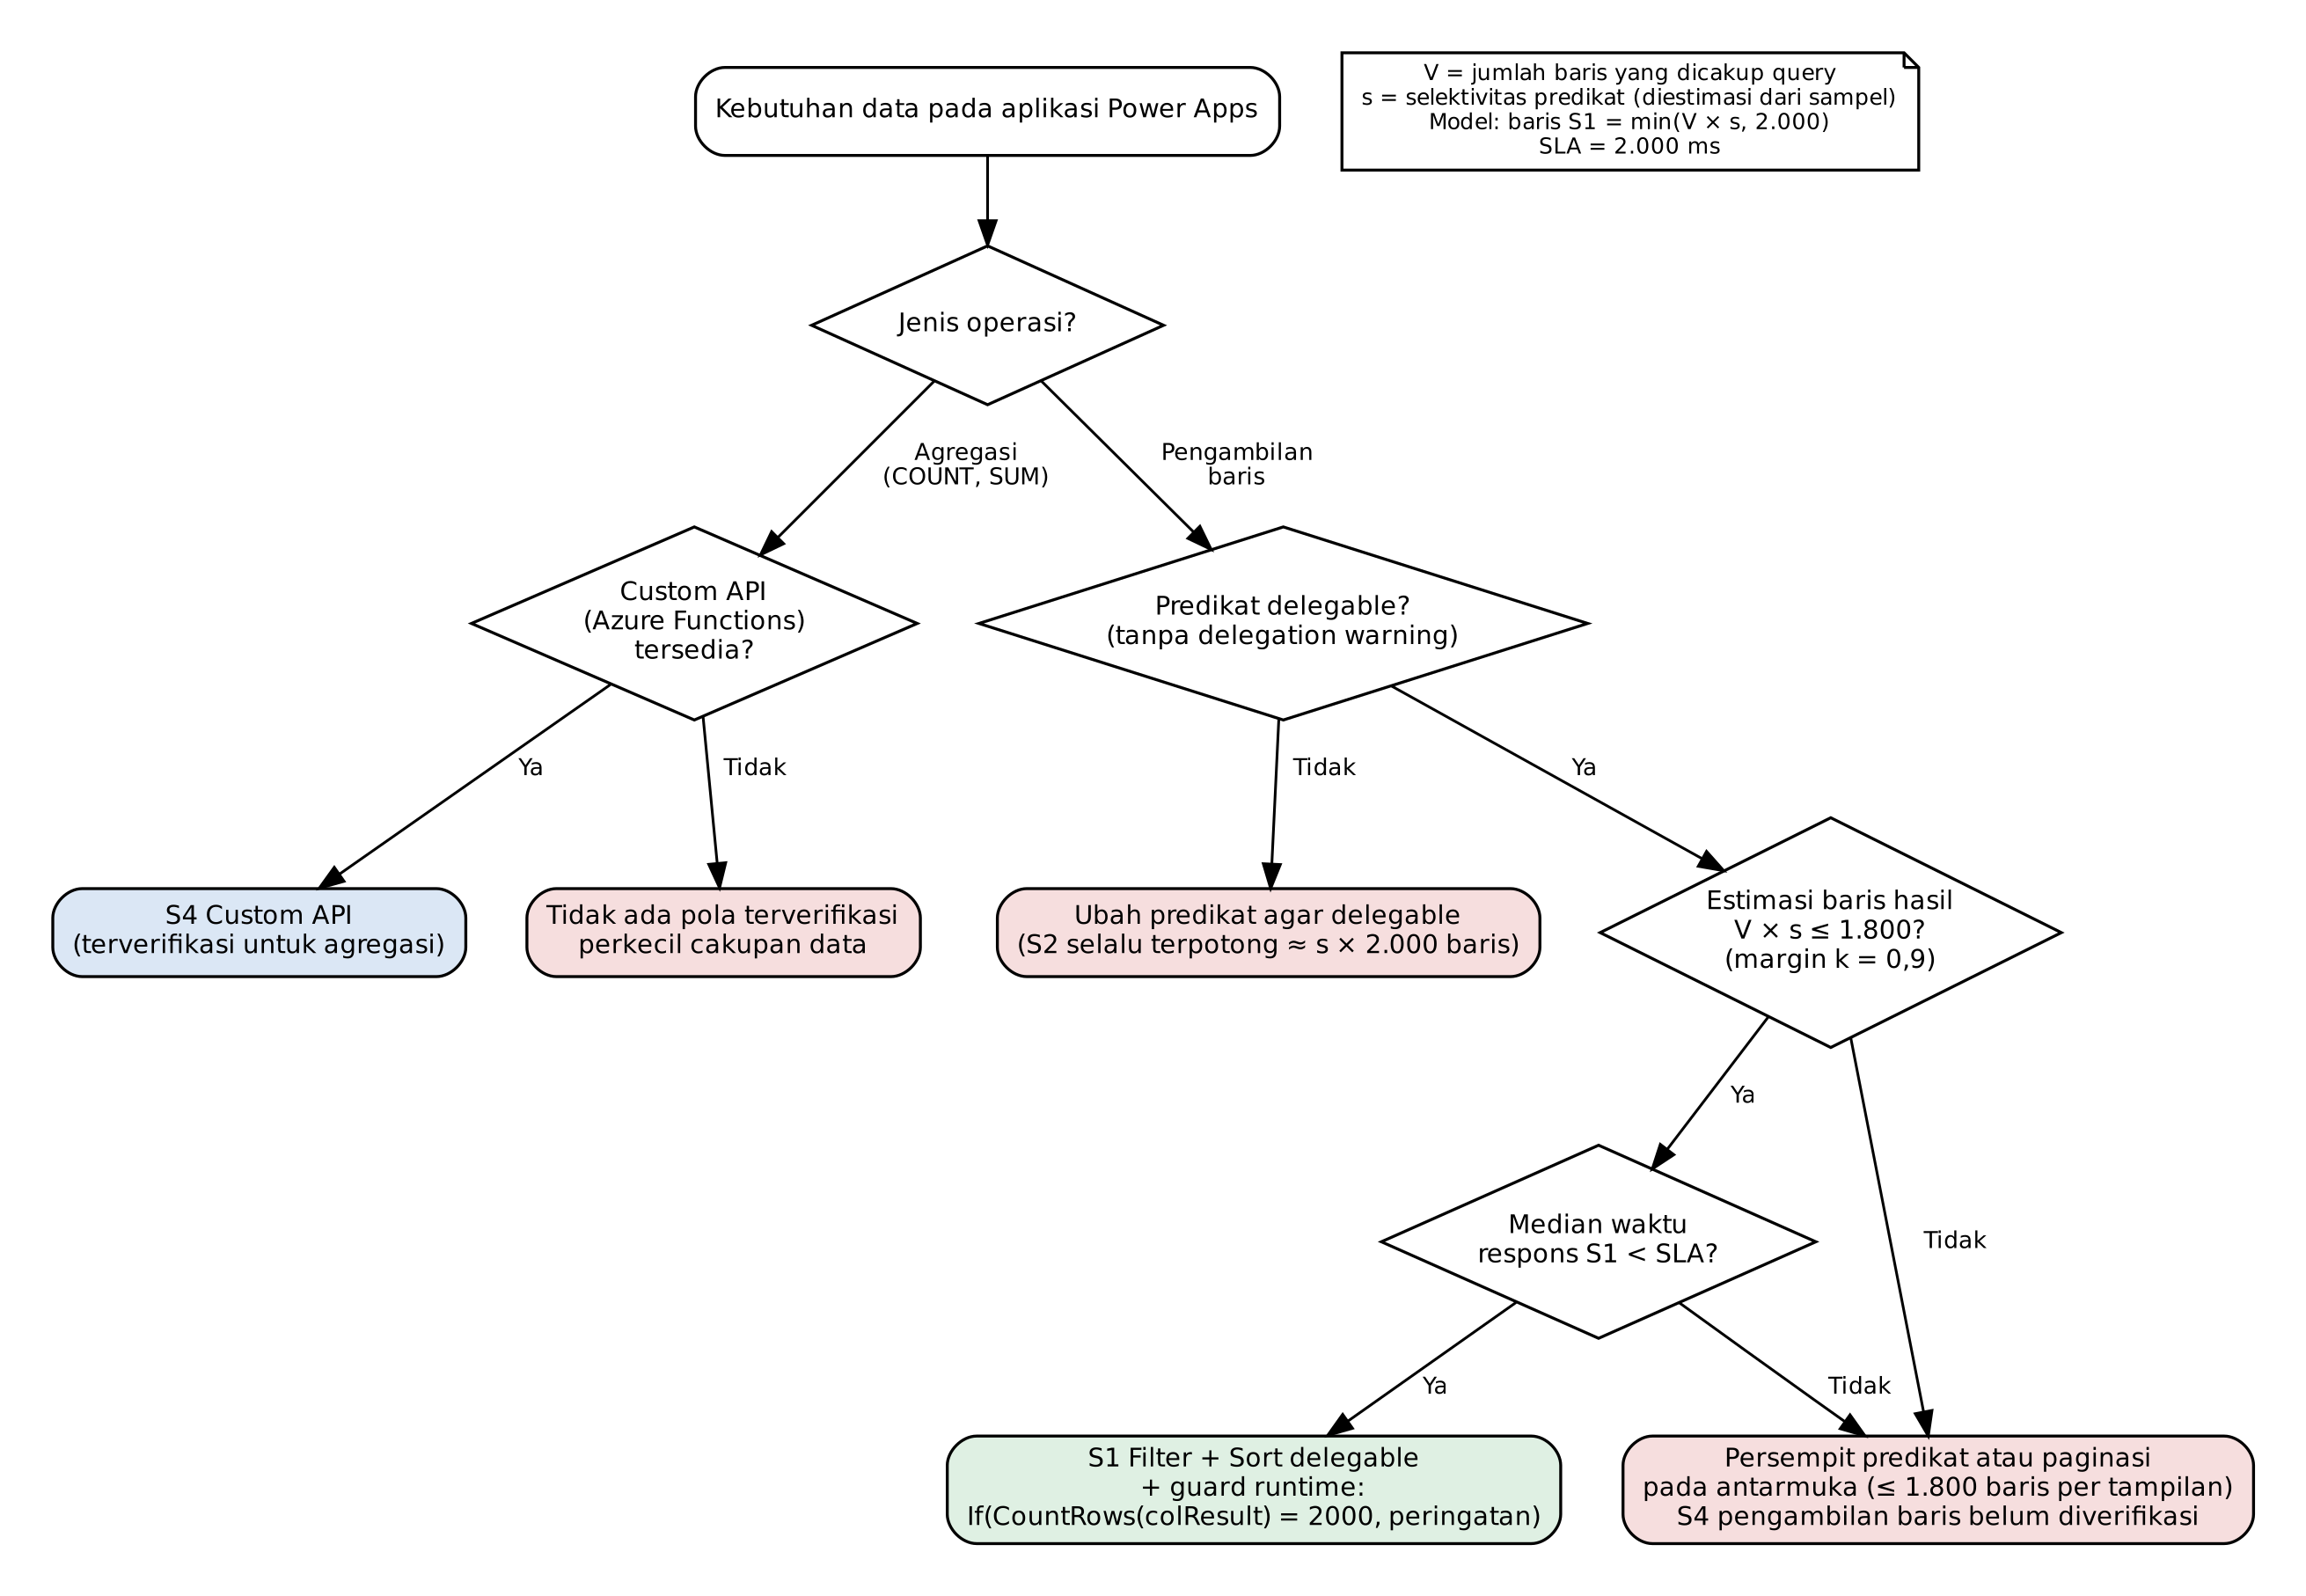 Kebutuhan data pada aplikasi Power Apps
V = jumlah baris yang dicakup query
s = selektivitas predikat (diestimasi dari sampel)
Model: baris S1 = min(V × s, 2.000)
SLA = 2.000 ms
Jenis operasi?
Agregasi
(COUNT, SUM)
Pengambilan
baris
Custom API
(Azure Functions)
tersedia?
Predikat delegable?
(tanpa delegation warning)
Ya
Tidak
Tidak
Ya
S4 Custom API
(terverifikasi untuk agregasi)
Tidak ada pola terverifikasi
perkecil cakupan data
Ubah predikat agar delegable
(S2 selalu terpotong ≈ s × 2.000 baris)
Estimasi baris hasil
V × s ≤ 1.800?
(margin k = 0,9)
Ya
Tidak
Median waktu
respons S1 < SLA?
Ya
Tidak
S1 Filter + Sort delegable
+ guard runtime:
If(CountRows(colResult) = 2000, peringatan)
Persempit predikat atau paginasi
pada antarmuka (≤ 1.800 baris per tampilan)
S4 pengambilan baris belum diverifikasi